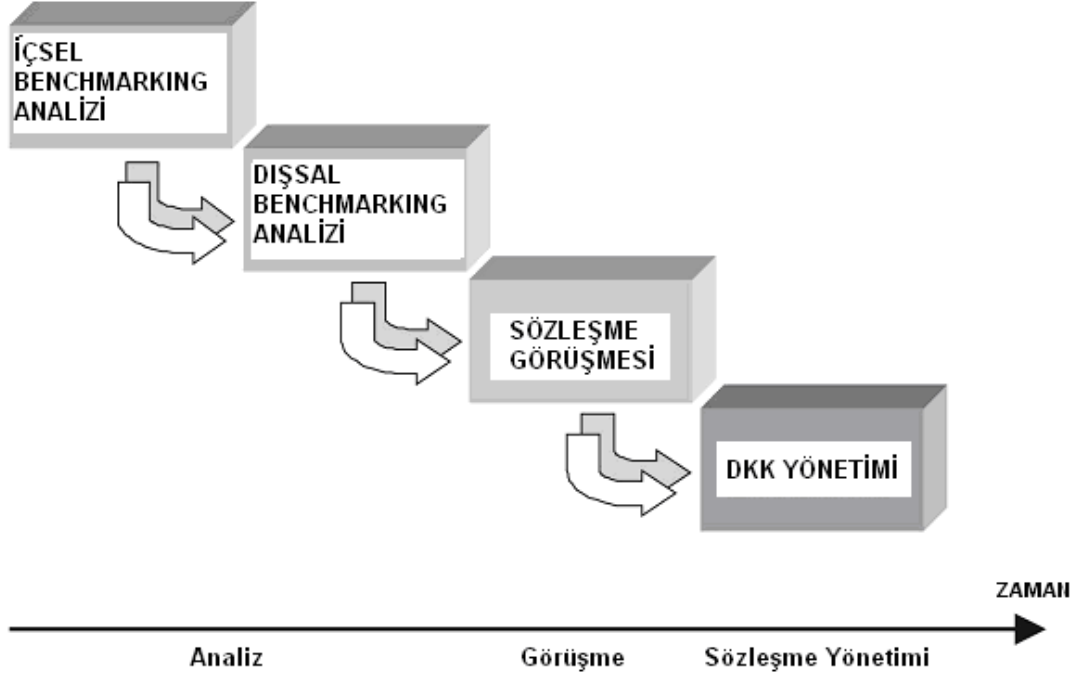 İÇSEL
BENCHMARKING
ANALİZİ
DIŞSAL
BENCHMARKING
ANALİZİ
SÖZLEŞME
GÖRÜŞMESİ
DKK YÖNETİMİ
ZAMAN
Analiz
Görüşme
Sözleşme Yönetimi